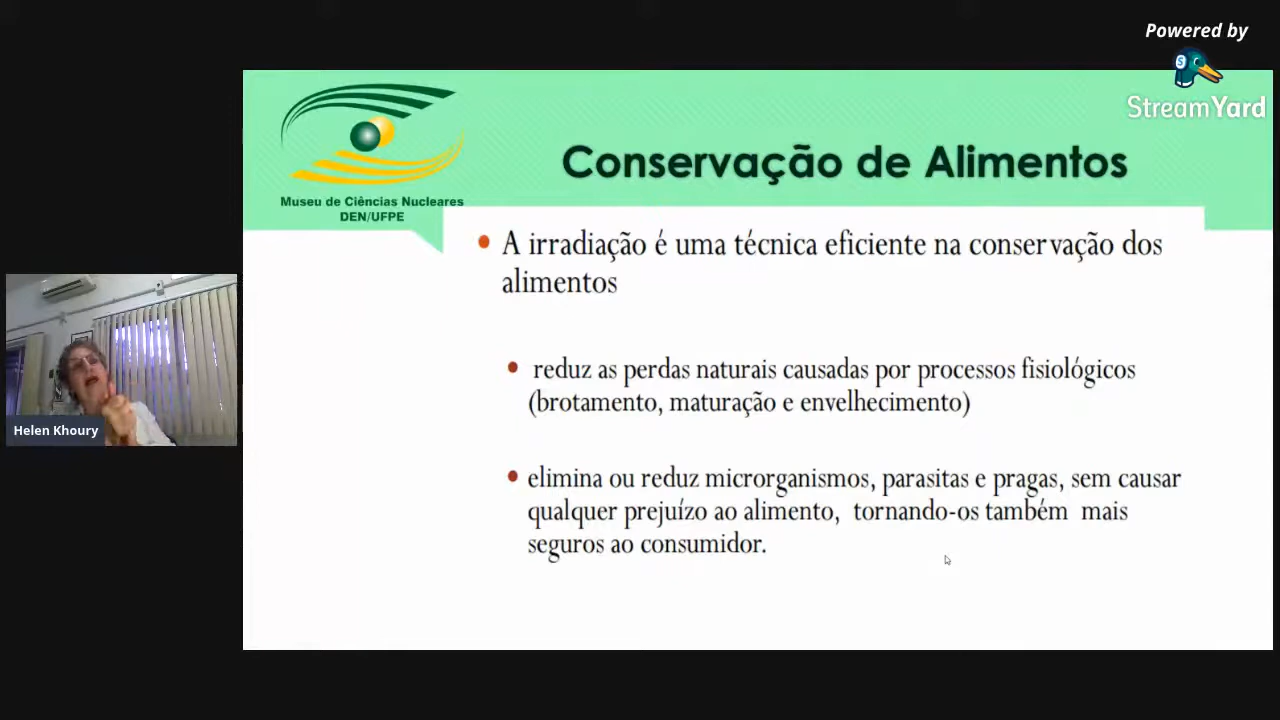 Powered by
StreamYard
Museu de Ciências Nucleares
DEN/UFPE
Conservação de Alimentos
• A irradiação é uma técnica eficiente na conservação dos
alimentos
• reduz as perdas naturais causadas por processos fisiológicos
(brotamento, maturação e envelhecimento)
• elimina ou reduz microrganismos, parasitas e pragas, sem causar
qualquer prejuízo ao alimento, tornando-os também mais
seguros ao consumidor.
Helen Khoury